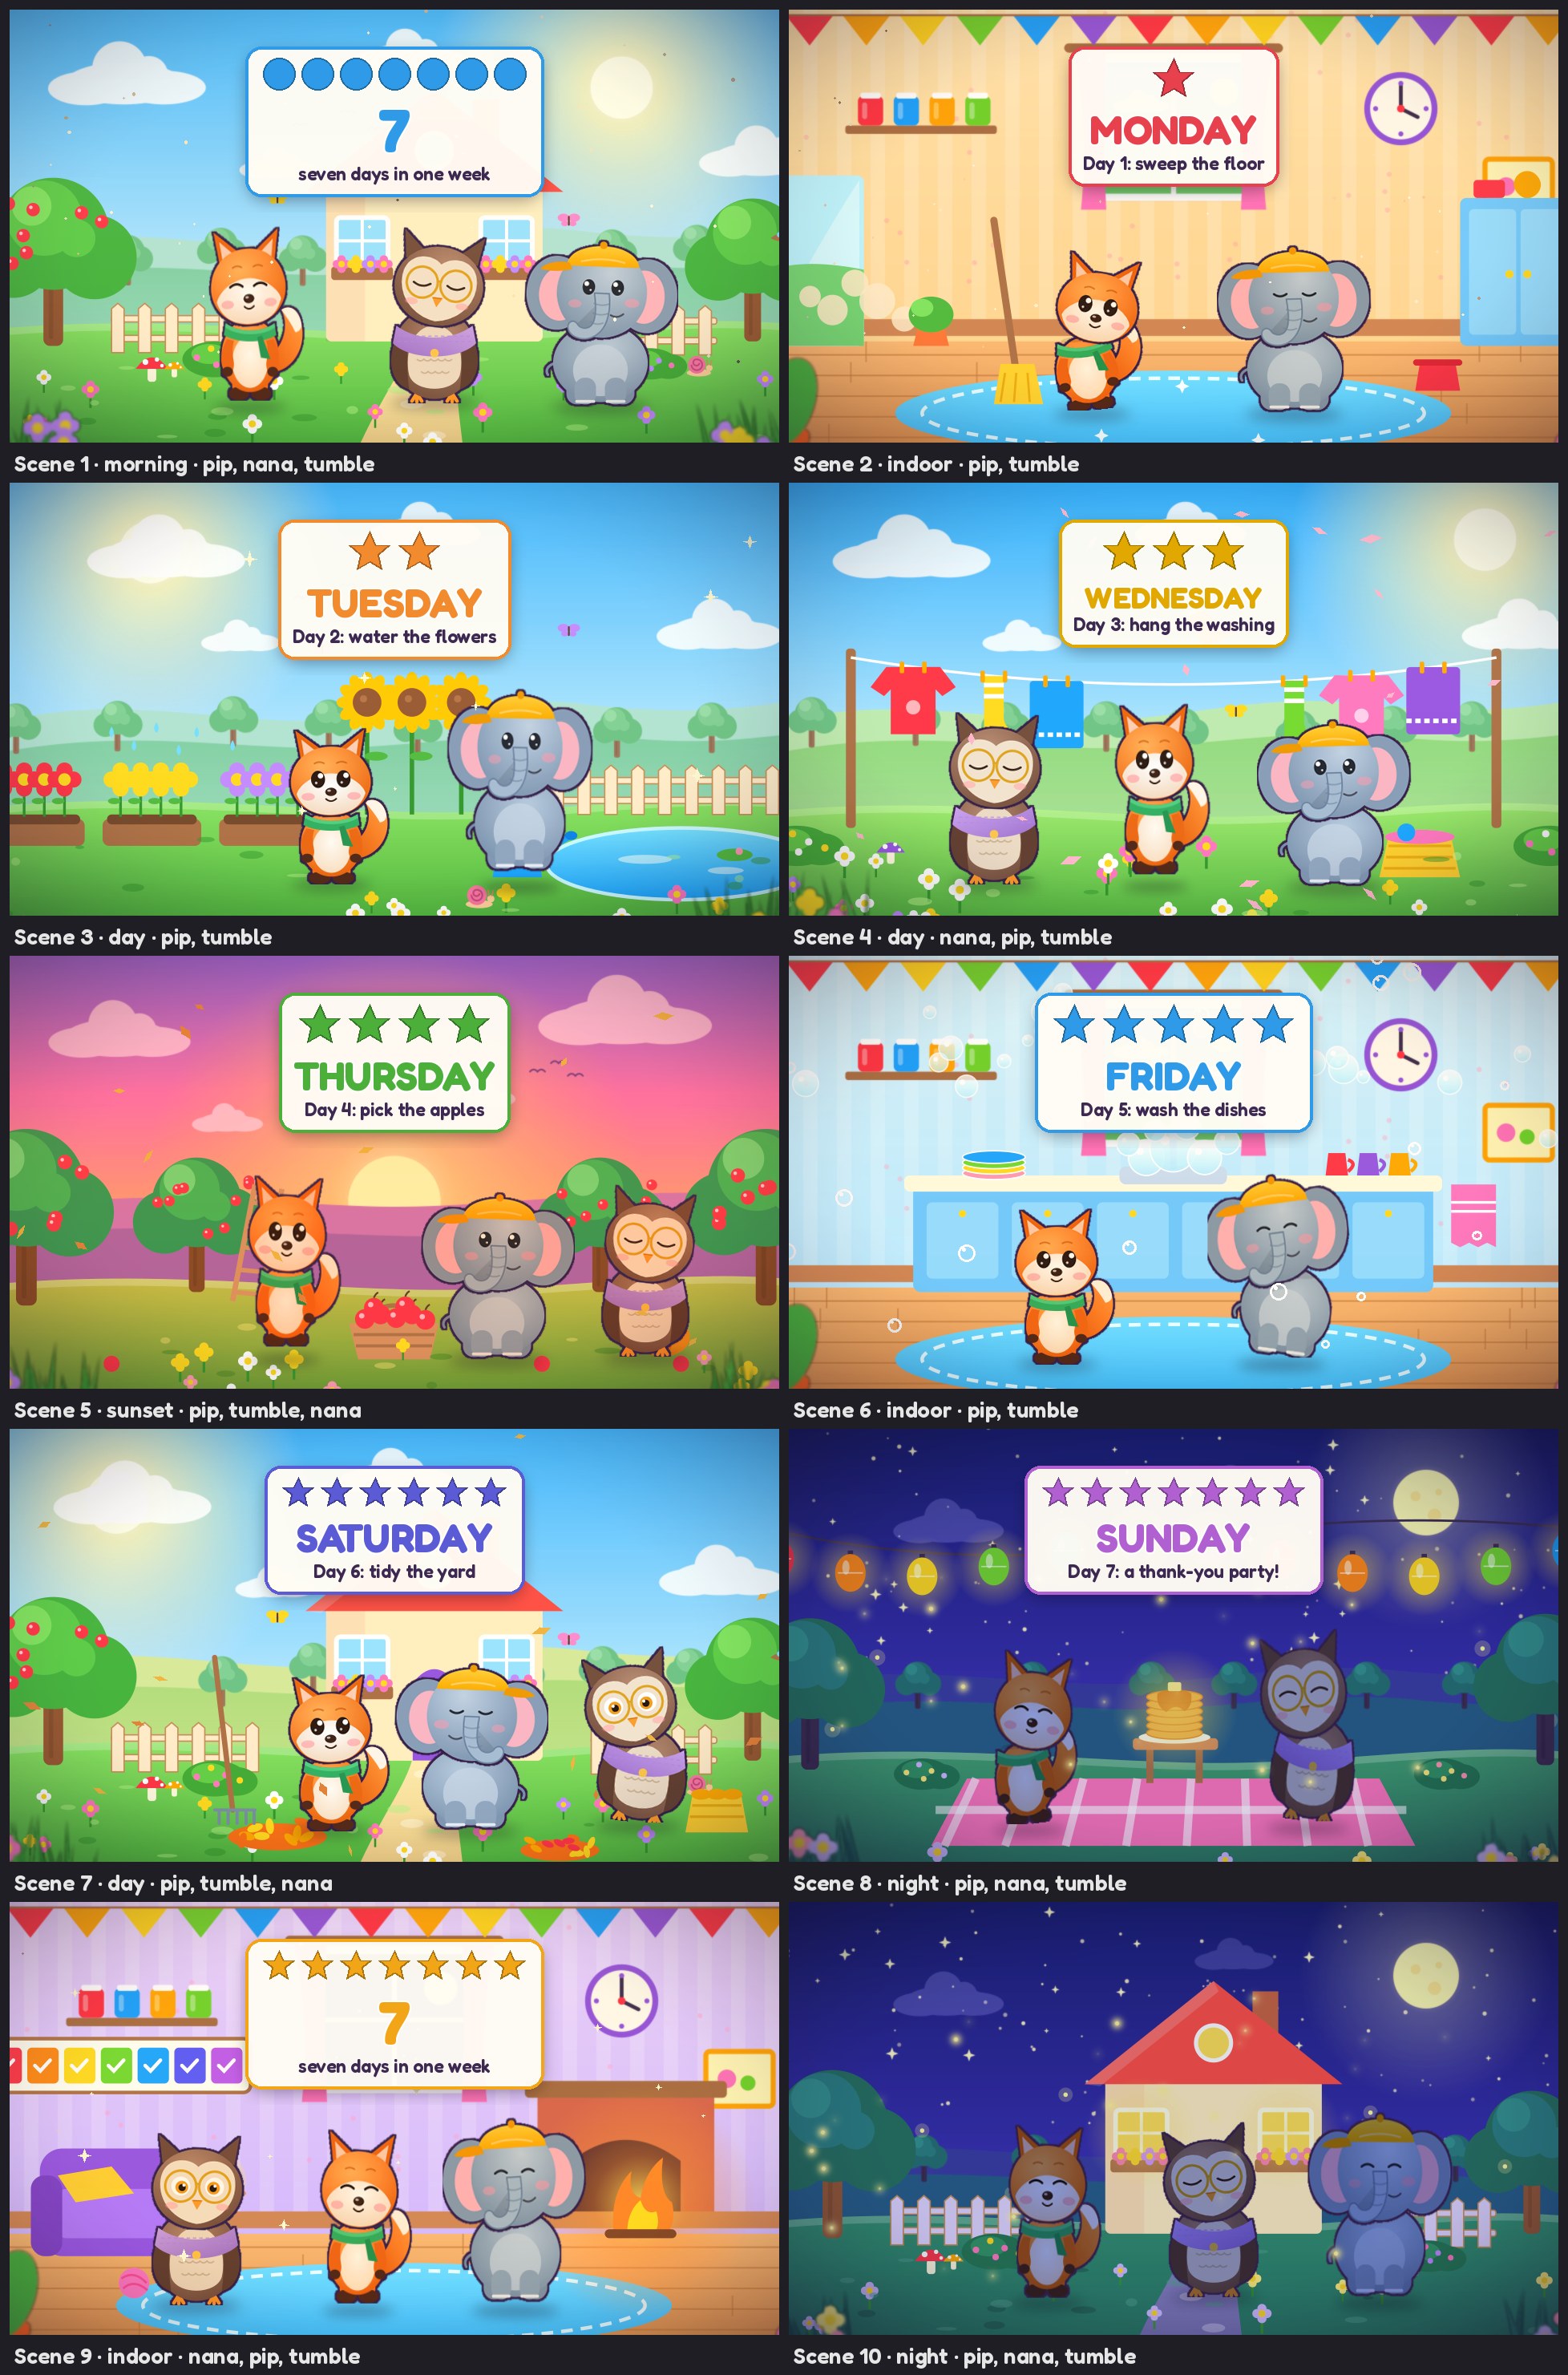 7
seven days in one week
MONDAY
Day 1: sweep the floor
Scene 1 · morning · pip, nana, tumble
Scene 2 · indoor · pip, tumble
TUESDAY
Day 2: water the flowers
WEDNESDAY
Day 3: hang the washing
Scene 3 · day · pip, tumble
Scene 4 · day · nana, pip, tumble
THURSDAY
Day 4: pick the apples
FRIDAY
Day 5: wash the dishes
Scene 5 · sunset · pip, tumble, nana
Scene 6 · indoor · pip, tumble
SATURDAY
Day 6: tidy the yard
SUNDAY
Day 7: a thank-you party!
Scene 7 · day · pip, tumble, nana
Scene 8 · night · pip, nana, tumble
7
seven days in one week
Scene 9 · indoor · nana, pip, tumble
Scene 10 · night · pip, nana, tumble